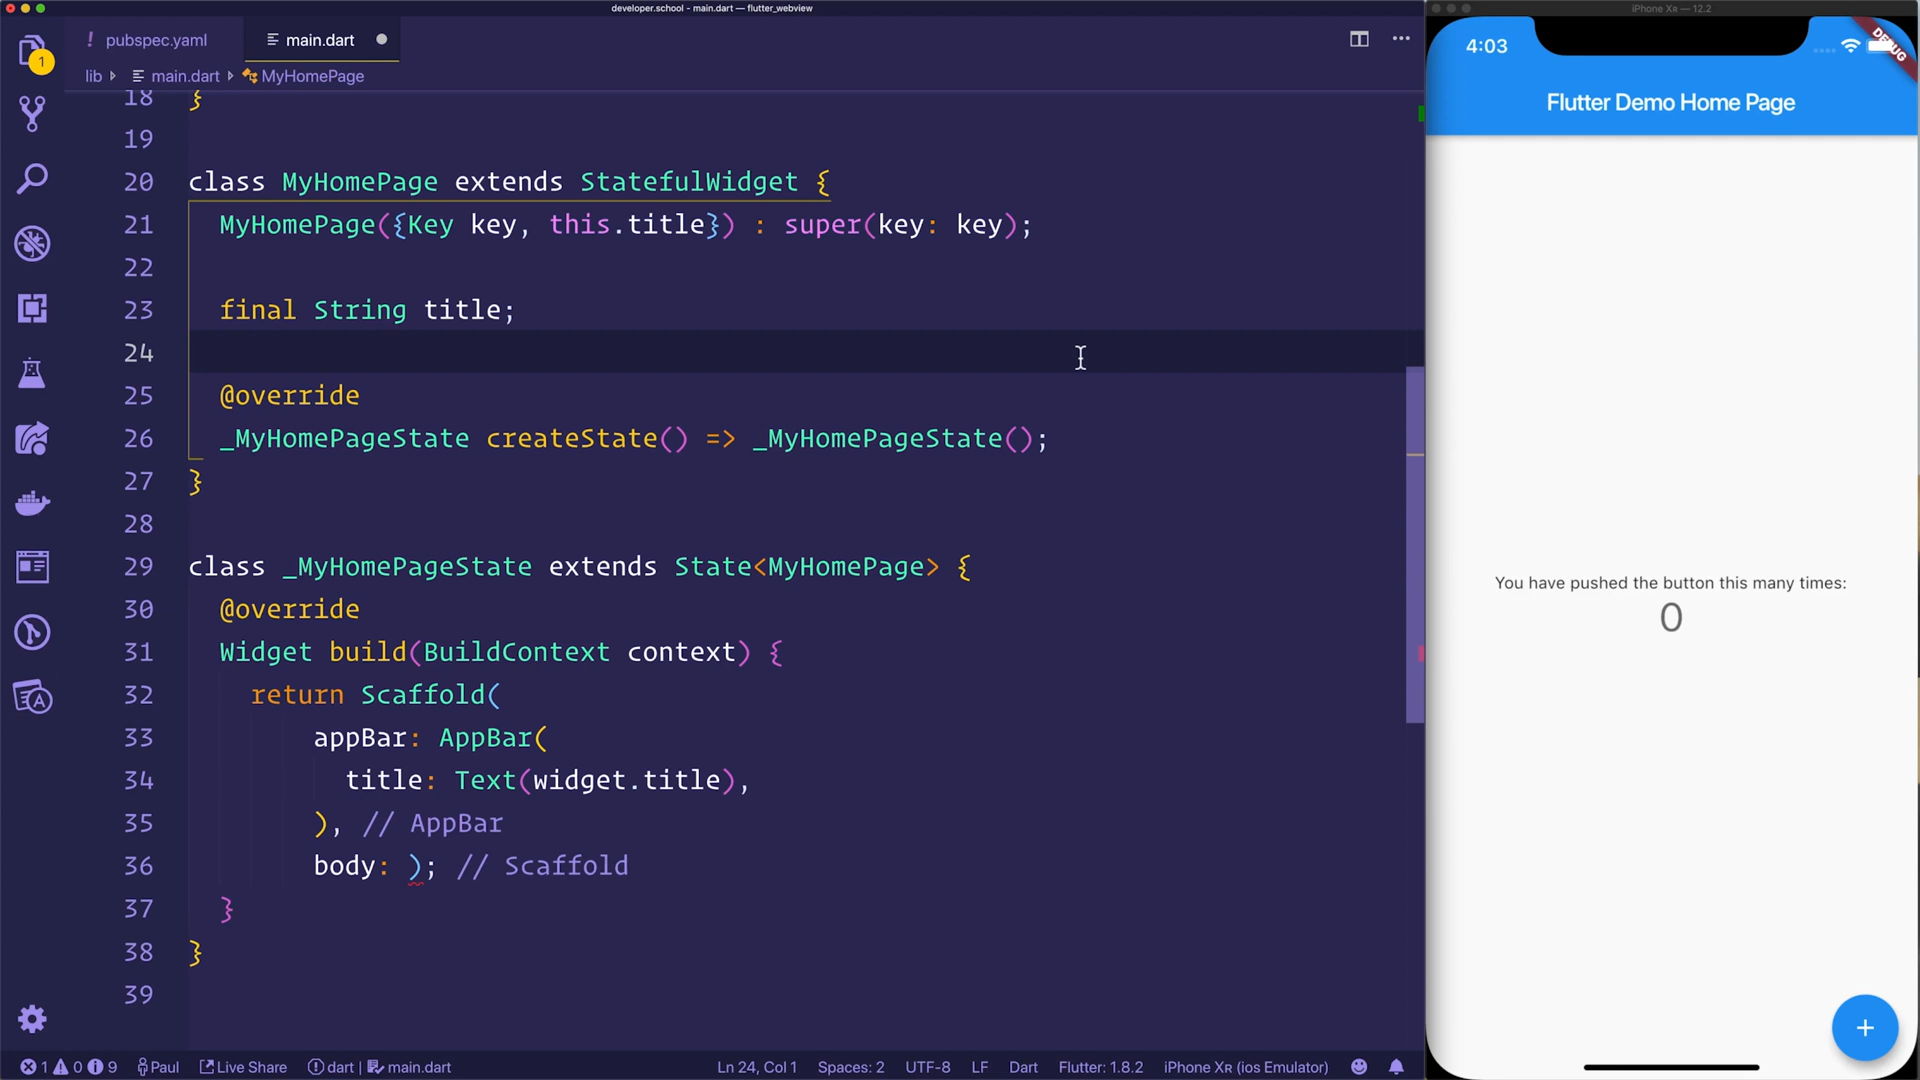 developer.school - main.dart — flutter_webview
iPhone Xʀ — 12.2
! pubspec.yaml
main.dart
1
lib main.dart MyHomePage
18 }
19
20 class MyHomePage extends StatefulWidget {
21 MyHomePage({Key key, this.title}) : super(key: key);
22
23 final String title;
24
25 @override
26 _MyHomePageState createState() => _MyHomePageState();
27 }
28
29 class _MyHomePageState extends State<MyHomePage> {
30 @override
31 Widget build(BuildContext context) {
32 return Scaffold(
33 appBar: AppBar(
34 title: Text(widget.title),
35 ), // AppBar
36 body: ); // Scaffold
37 }
38 }
39
1 0 9 Paul Live Share dart | main.dart Ln 24, Col 1 Spaces: 2 UTF-8 LF Dart Flutter: 1.8.2 iPhone Xʀ (ios Emulator)
4:03
DEBUG
Flutter Demo Home Page
You have pushed the button this many times:
0
+